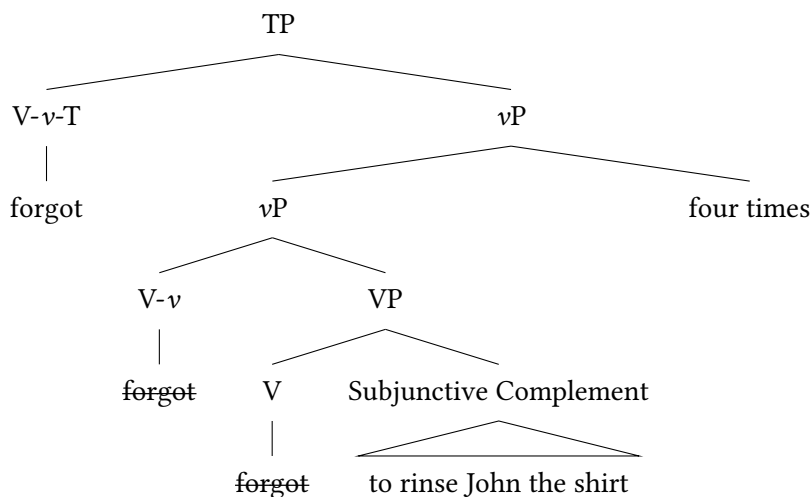 TP
V-v-T vP
forgot vP four times
V-v VP
forgot V Subjunctive Complement
forgot to rinse John the shirt